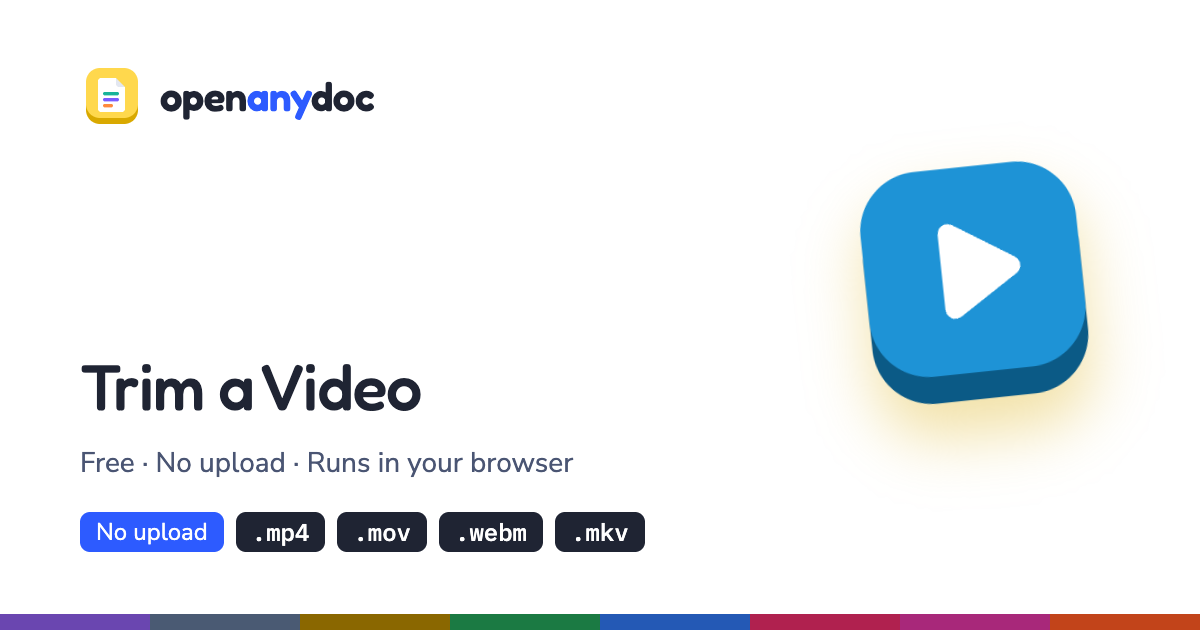 openanydoc
Trim a Video
Free · No upload · Runs in your browser
No upload .mp4 .mov .webm .mkv